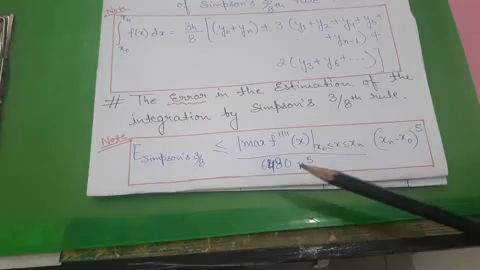 of Simpson's 3/8th rule.
Note
∫ₓₙ^xₙ f(x) dx = 3h/8 [(y₀+yₙ) + 3 (y₁+y₂+y₄+y₅+
+yₙ₋₁) +
2(y₃+y₆+...)]
# The Error in the Estimation of the
integration by Simpson's 3/8th rule.
Note
E Simpson's 3/8 ≤ |max f''''(x)| x₀≤x≤xₙ (xₙ-x₀)⁵